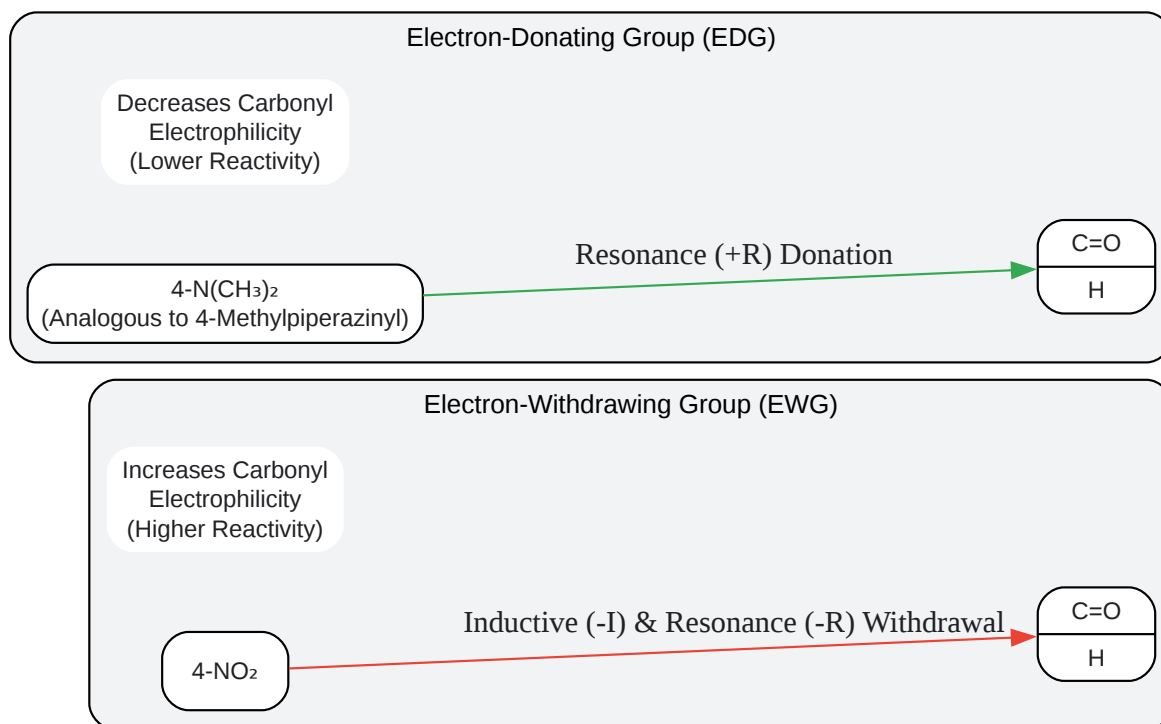 Electron-Donating Group (EDG)
Decreases Carbonyl
Electrophilicity
(Lower Reactivity)
Resonance (+R) Donation
C=O
H
4-N(CH₃)₂
(Analogous to 4-Methylpiperazinyl)
Electron-Withdrawing Group (EWG)
Increases Carbonyl
Electrophilicity
(Higher Reactivity)
Inductive (-I) & Resonance (-R) Withdrawal
C=O
H
4-NO₂